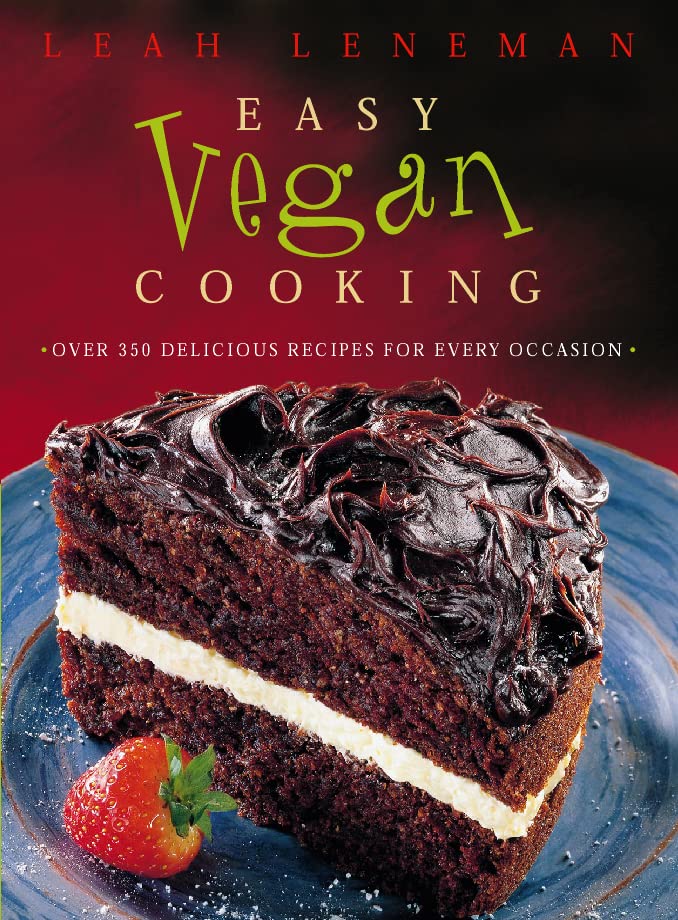 LEAH LENEMAN
EASY
Vegan
COOKING
• OVER 350 DELICIOUS RECIPES FOR EVERY OCCASION •